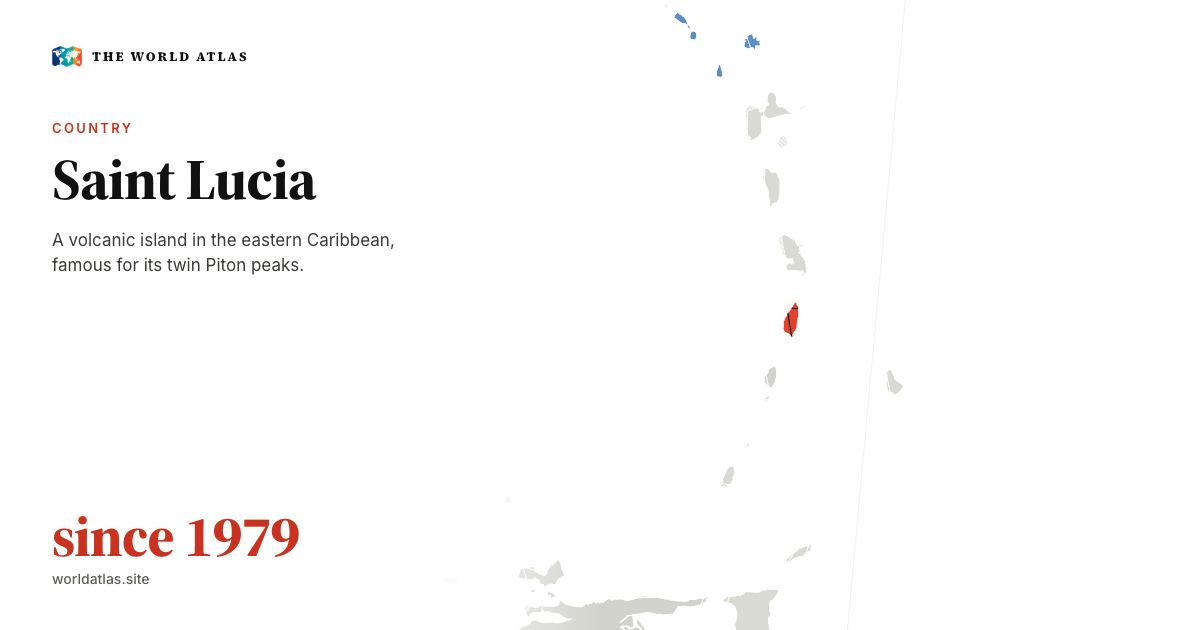 THE WORLD ATLAS
COUNTRY
Saint Lucia
A volcanic island in the eastern Caribbean,
famous for its twin Piton peaks.
since 1979
worldatlas.site